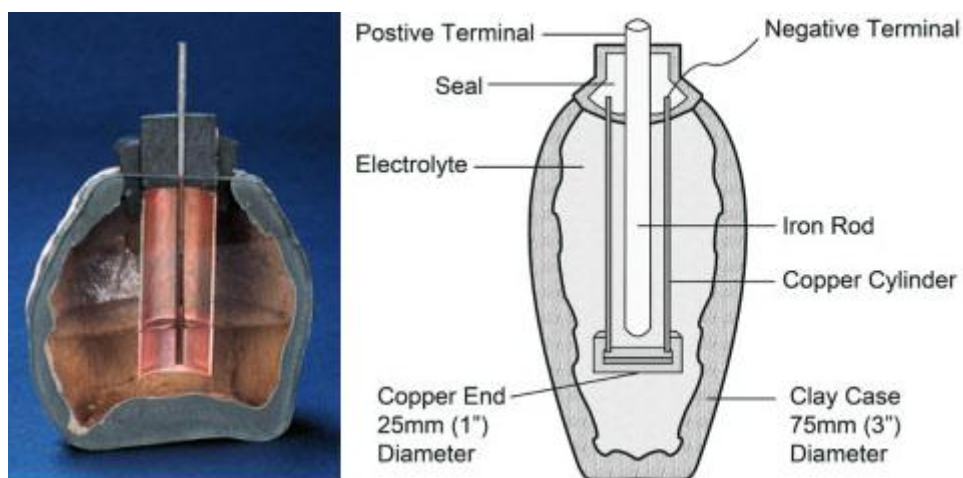 Postive Terminal
Negative Terminal
Seal
Electrolyte
Iron Rod
Copper Cylinder
Copper End
25mm (1”)
Diameter
Clay Case
75mm (3”)
Diameter